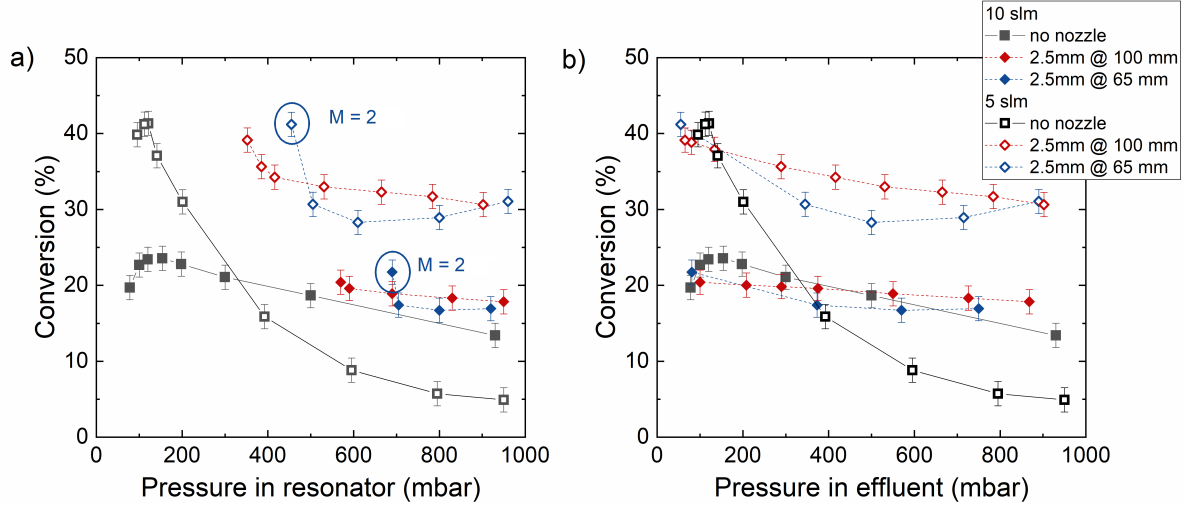 10 slm
no nozzle
2.5mm @ 100 mm
2.5mm @ 65 mm
5 slm
no nozzle
2.5mm @ 100 mm
2.5mm @ 65 mm
a)
50
40
30
20
10
0
Conversion (%)
M = 2
M = 2
0
200
400
600
800
1000
Pressure in resonator (mbar)
b)
50
40
30
20
10
0
Conversion (%)
0
200
400
600
800
1000
Pressure in effluent (mbar)